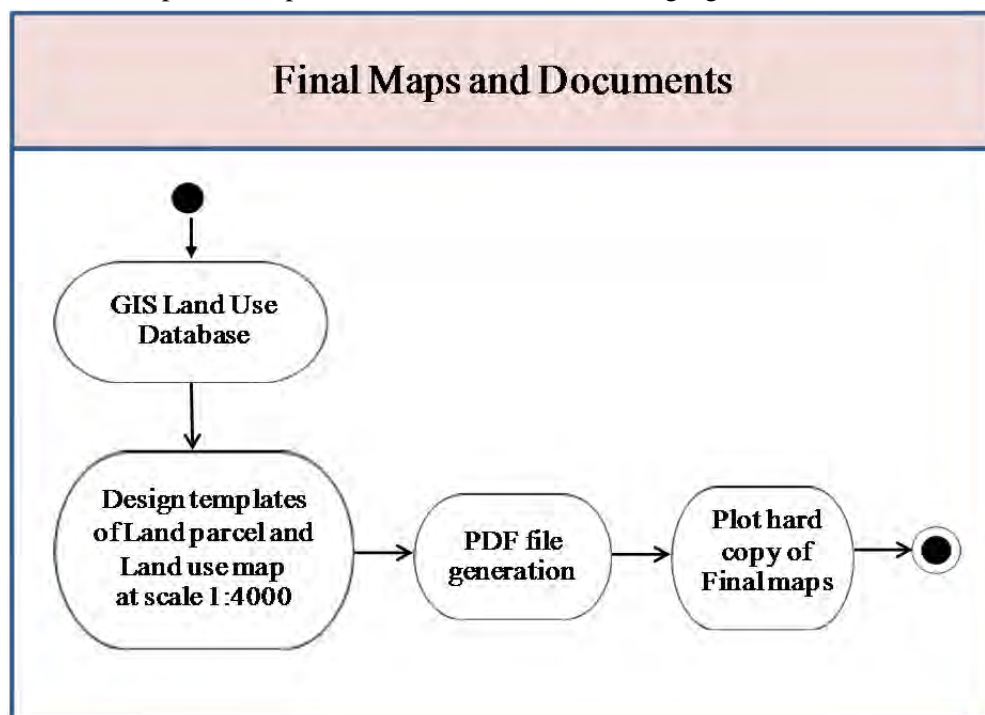 Final Maps and Documents
GIS Land Use
Database
Design templates
of Land parcel and
Land use map
at scale 1:4000
PDF file
generation
Plot hard
copy of
Final maps